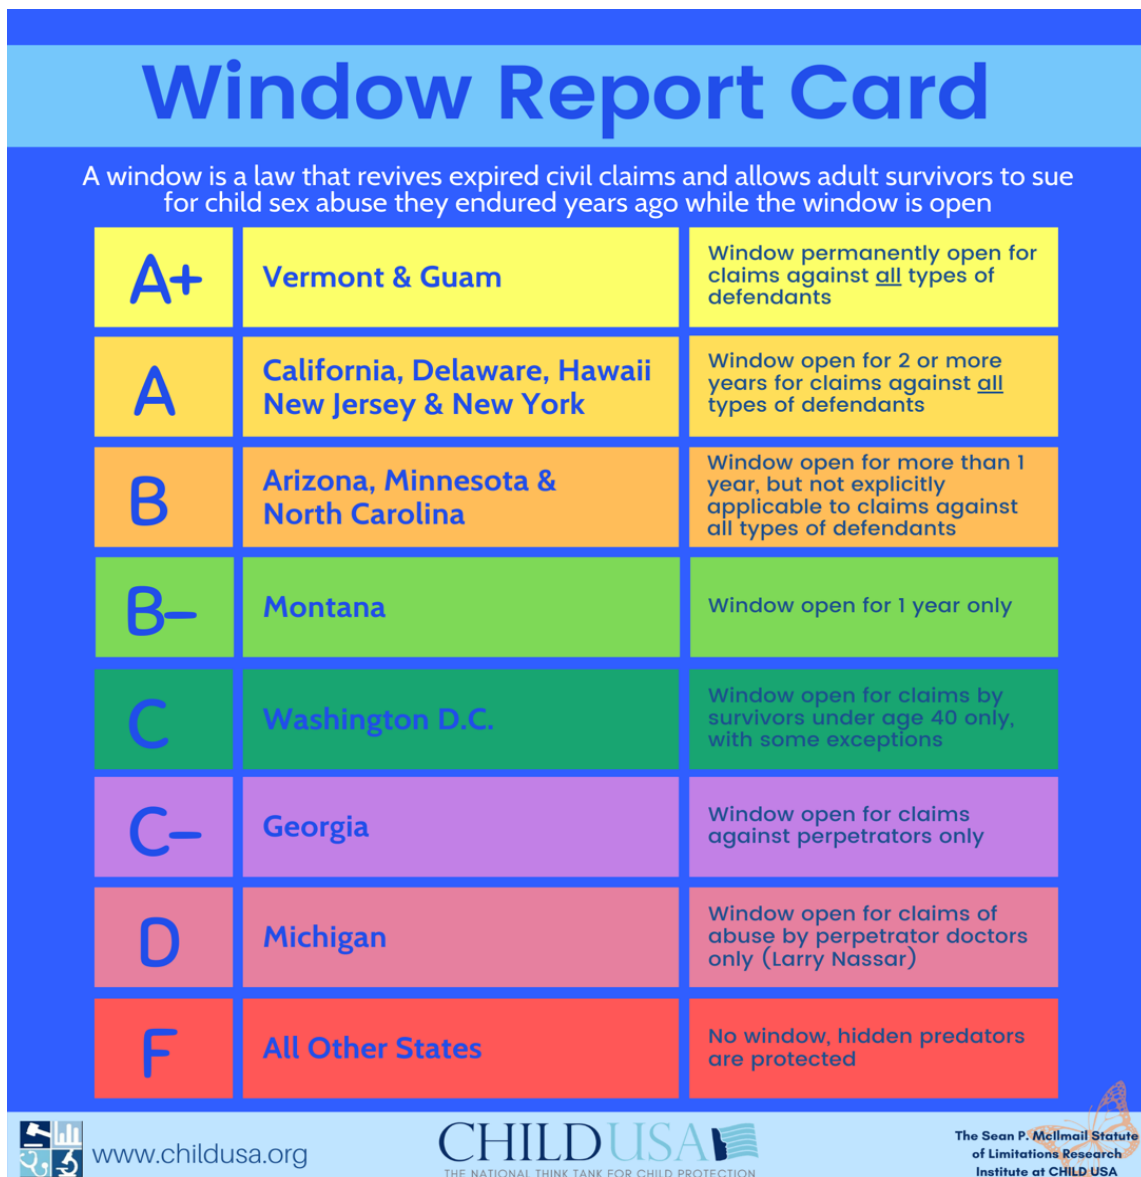 Window Report Card
A window is a law that revives expired civil claims and allows adult survivors to sue
for child sex abuse they endured years ago while the window is open
A+
Vermont & Guam
Window permanently open for
claims against all types of
defendants
A
California, Delaware, Hawaii
New Jersey & New York
Window open for 2 or more
years for claims against all
types of defendants
B
Arizona, Minnesota &
North Carolina
Window open for more than 1
year, but not explicitly
applicable to claims against
all types of defendants
B-
Montana
Window open for 1 year only
C
Washington D.C.
Window open for claims by
survivors under age 40 only,
with some exceptions
C-
Georgia
Window open for claims
against perpetrators only
D
Michigan
Window open for claims of
abuse by perpetrator doctors
only (Larry Nassar)
F
All Other States
No window, hidden predators
are protected
www.childusa.org
CHILD USA
THE NATIONAL THINK TANK FOR CHILD PROTECTION
The Sean P. McIlmail Statute
of Limitations Research
Institute at CHILD USA